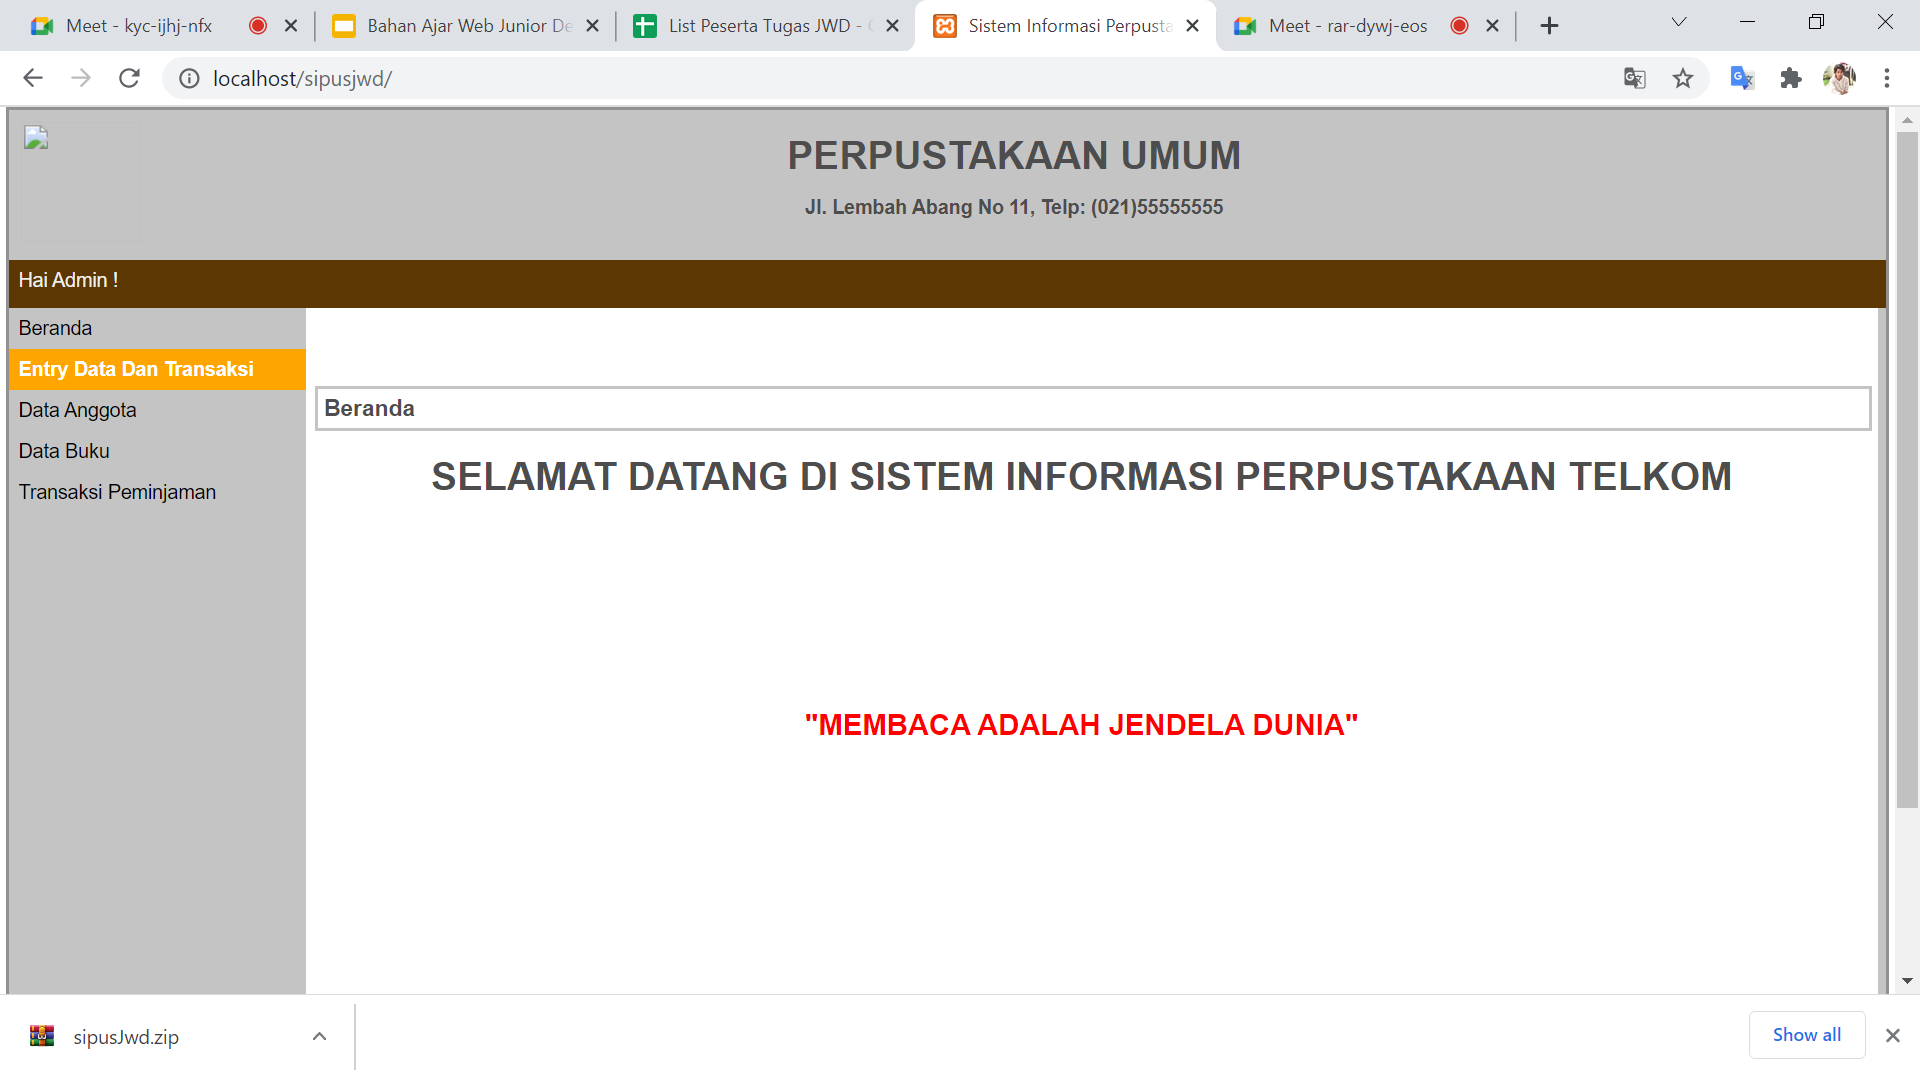 Meet - kyc-ijhj-nfx
Bahan Ajar Web Junior De
List Peserta Tugas JWD -
Sistem Informasi Perpusta
Meet - rar-dywj-eos
localhost/sipusjwd/
PERPUSTAKAAN UMUM
Jl. Lembah Abang No 11, Telp: (021)55555555
Hai Admin !
Beranda
Entry Data Dan Transaksi
Data Anggota
Data Buku
Transaksi Peminjaman
Beranda
SELAMAT DATANG DI SISTEM INFORMASI PERPUSTAKAAN TELKOM
"MEMBACA ADALAH JENDELA DUNIA"
sipusJwd.zip
Show all